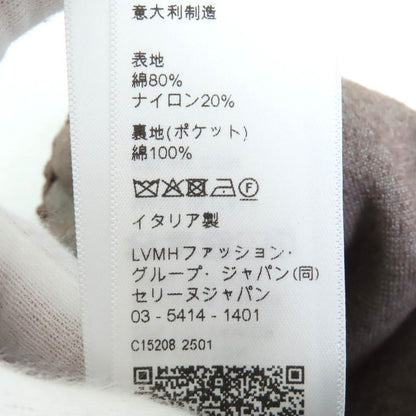 意大利制造
表地
綿80%
ナイロン20%
裏地(ポケット)
綿100%
イタリア製
LVMHファッション・
グループ・ジャパン(同)
セリーヌジャパン
03 - 5414 - 1401
C15208 2501